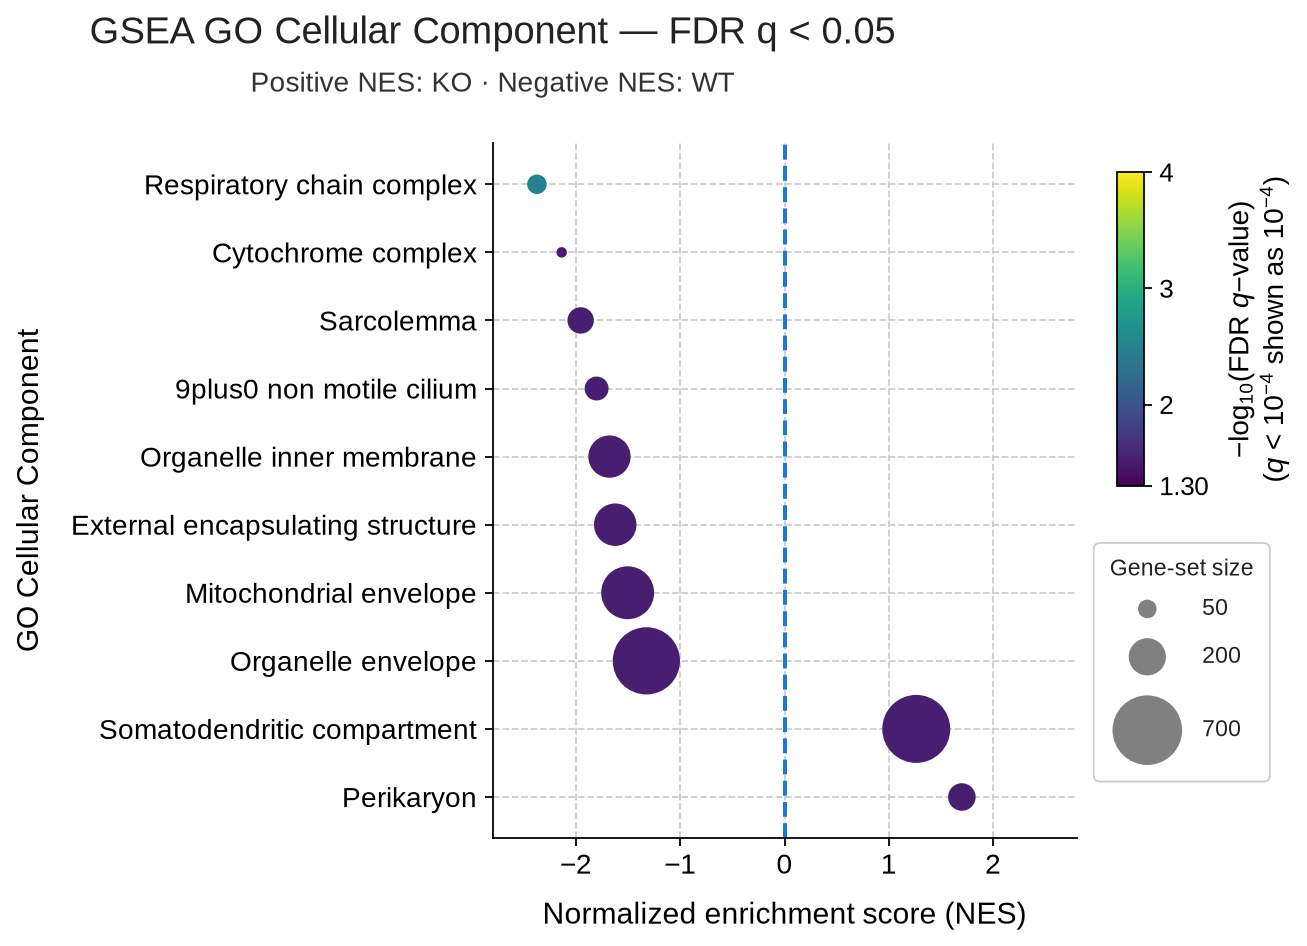 GSEA GO Cellular Component — FDR q < 0.05
Positive NES: KO · Negative NES: WT
GO Cellular Component
Respiratory chain complex
Cytochrome complex
Sarcolemma
9plus0 non motile cilium
Organelle inner membrane
External encapsulating structure
Mitochondrial envelope
Organelle envelope
Somatodendritic compartment
Perikaryon
−2
−1
0
1
2
Normalized enrichment score (NES)
4
3
2
1.30
−log₁₀(FDR q−value)
(q < 10⁻⁴ shown as 10⁻⁴)
Gene-set size
50
200
700